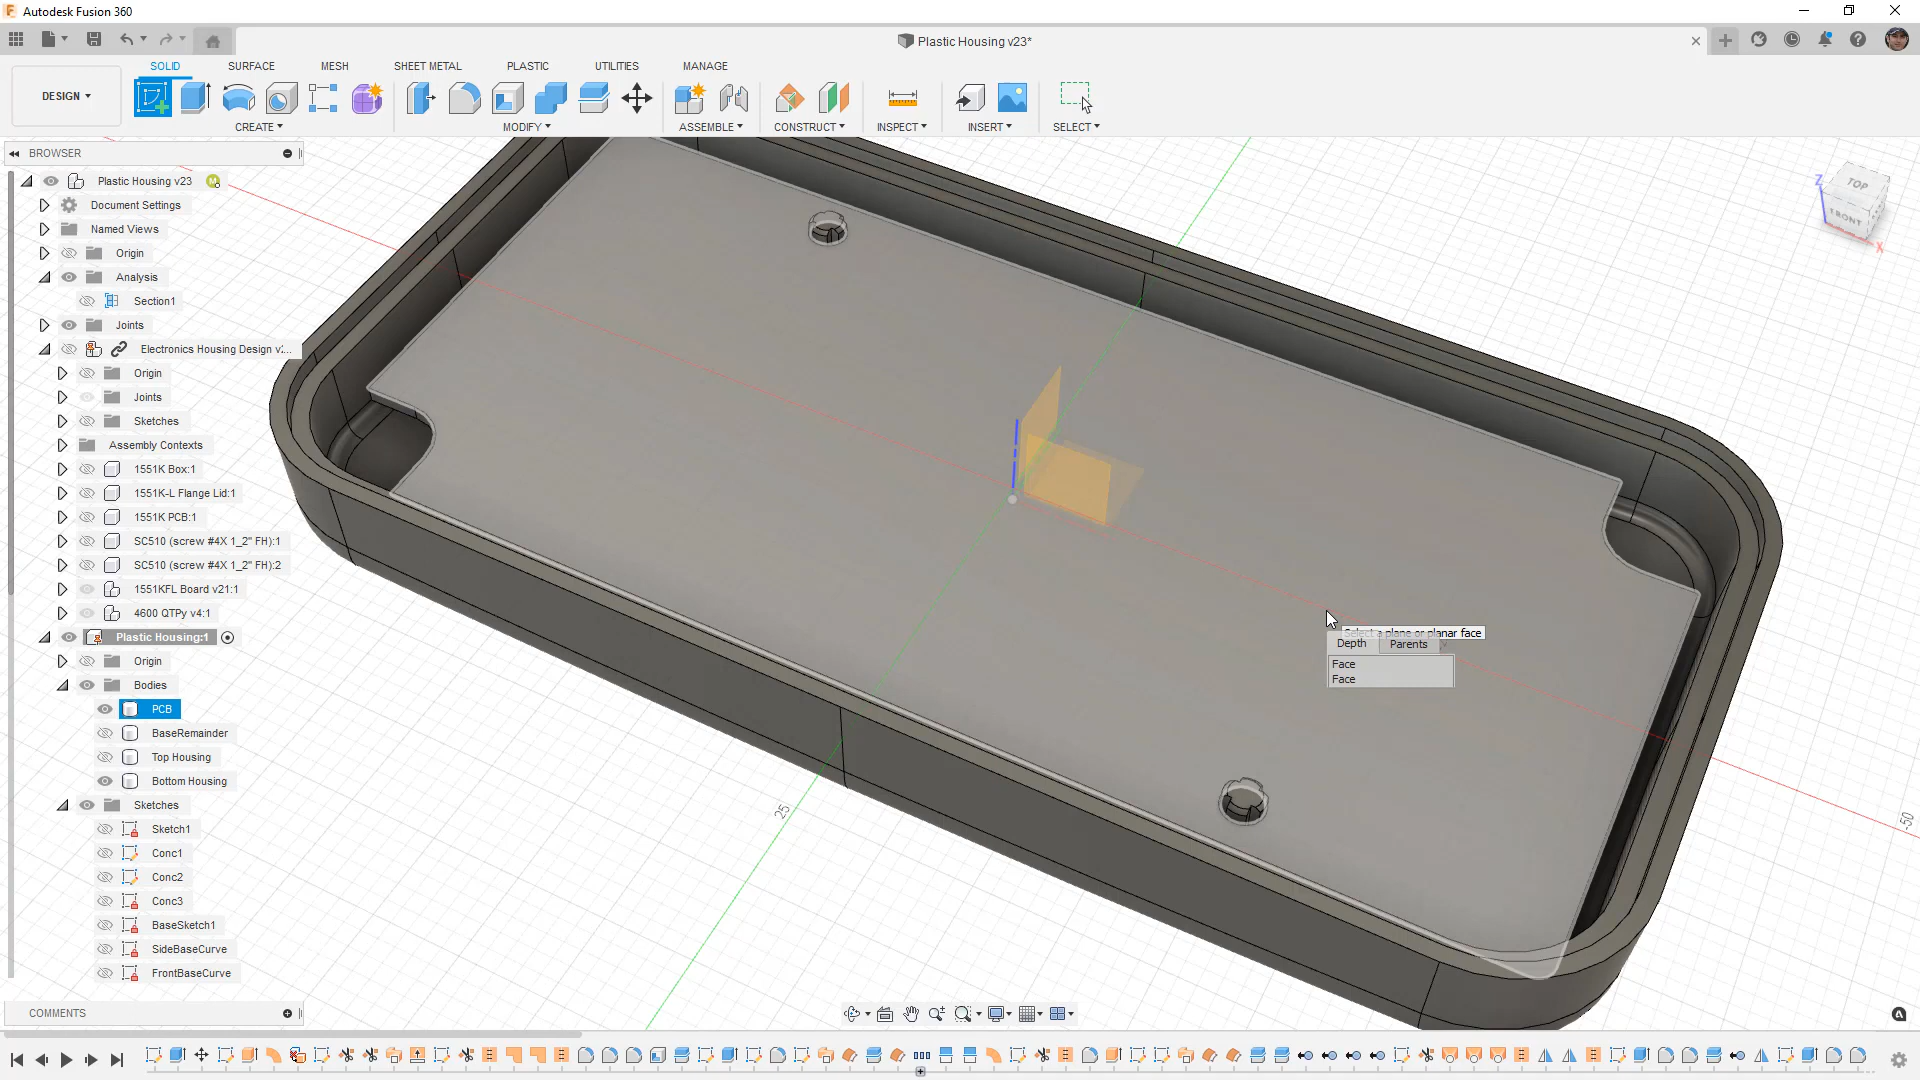 Autodesk Fusion 360
Plastic Housing v23*
DESIGN
SOLID
SURFACE
MESH
SHEET METAL
PLASTIC
UTILITIES
MANAGE
CREATE
MODIFY
ASSEMBLE
CONSTRUCT
INSPECT
INSERT
SELECT
BROWSER
Plastic Housing v23
M
Document Settings
Named Views
Origin
Analysis
Section1
Joints
Electronics Housing Design v...
Origin
Joints
Sketches
Assembly Contexts
1551K Box:1
1551K-L Flange Lid:1
1551K PCB:1
SC510 (screw #4X 1_2" FH):1
SC510 (screw #4X 1_2" FH):2
1551KFL Board v21:1
4600 QTPy v4:1
Plastic Housing:1
Origin
Bodies
PCB
BaseRemainder
Top Housing
Bottom Housing
Sketches
Sketch1
Conc1
Conc2
Conc3
BaseSketch1
SideBaseCurve
FrontBaseCurve
COMMENTS
TOP
FRONT
Z
X
Select a plane or planar face
Depth
Parents
Face
Face
25
-50